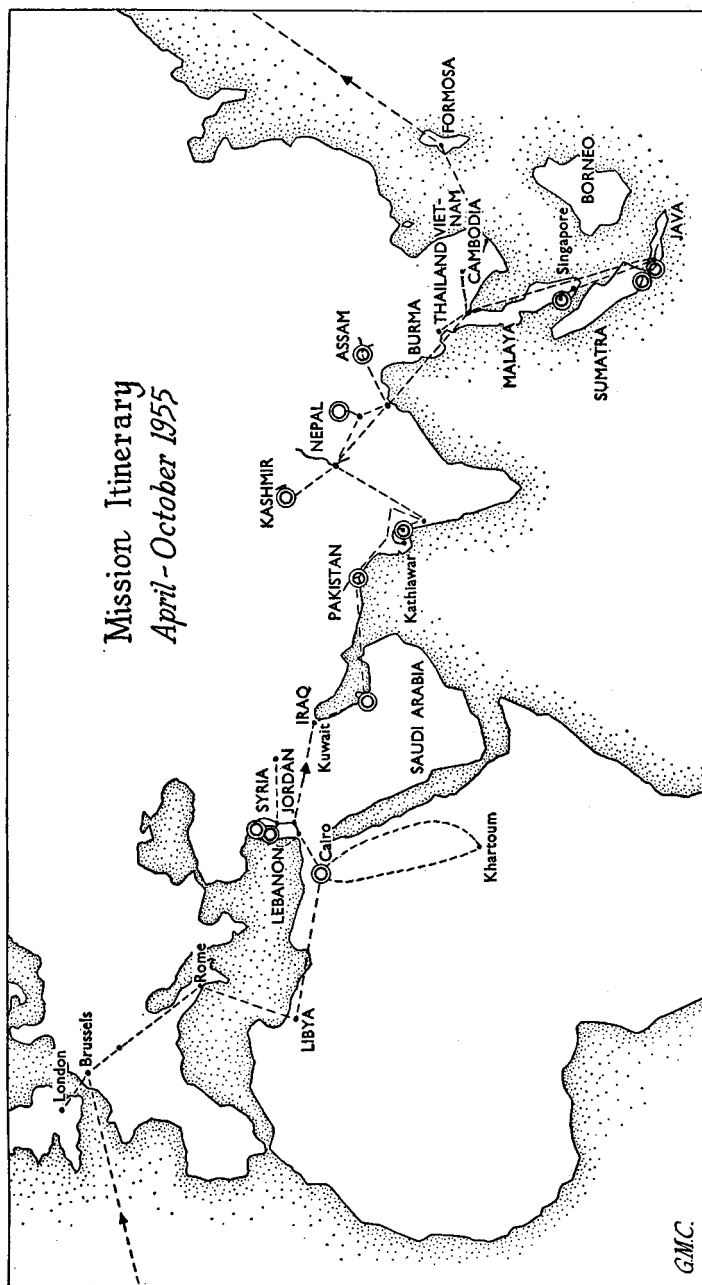 Mission Itinerary
April - October 1955
London
Brussels
Rome
LIBYA
LEBANON
SYRIA
JORDAN
Cairo
Khartoum
IRAQ
Kuwait
SAUDI ARABIA
PAKISTAN
Kathiawar
KASHMIR
NEPAL
ASSAM
BURMA
THAILAND
VIET-
NAM
CAMBODIA
FORMOSA
MALAYA
Singapore
SUMATRA
BORNEO
JAVA
G.M.C.